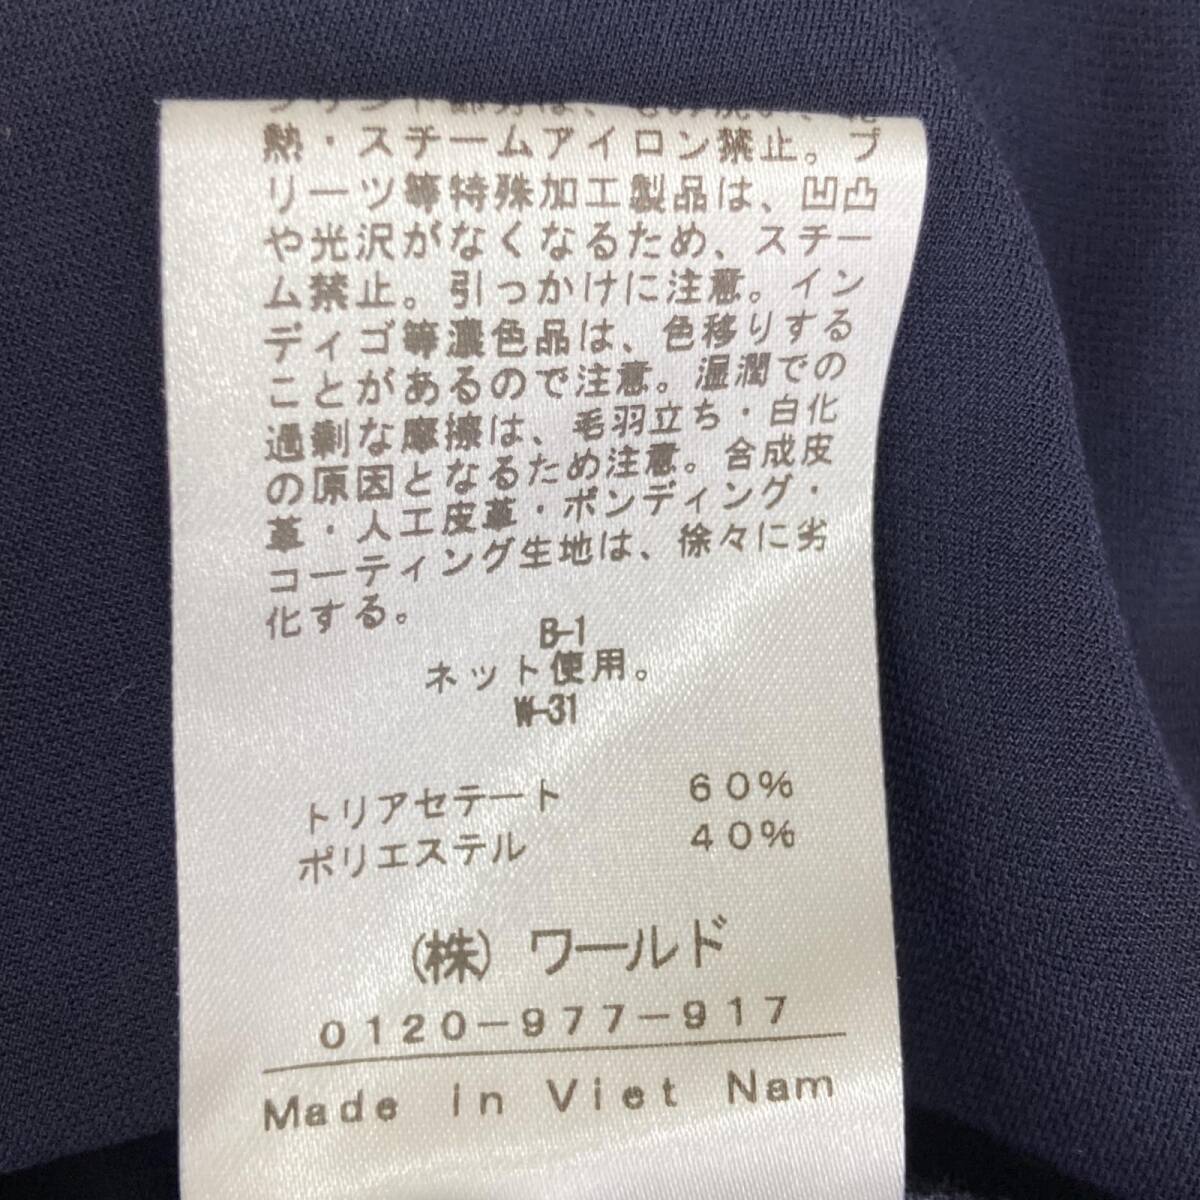 熱・スチームアイロン禁止。プ
リーツ等特殊加工製品は、凹凸
や光沢がなくなるため、スチー
ム禁止。引っかけに注意。イン
ディゴ等濃色品は、色移りする
ことがあるので注意。湿潤での
過剰な摩擦は、毛羽立ち・白化
の原因となるため注意。合成皮
革・人工皮革・ボンディング・
コーティング生地は、徐々に劣
化する。
B-1
ネット使用。
W-31
トリアセテート 60%
ポリエステル 40%
(株)ワールド
0120-977-917
Made in Viet Nam